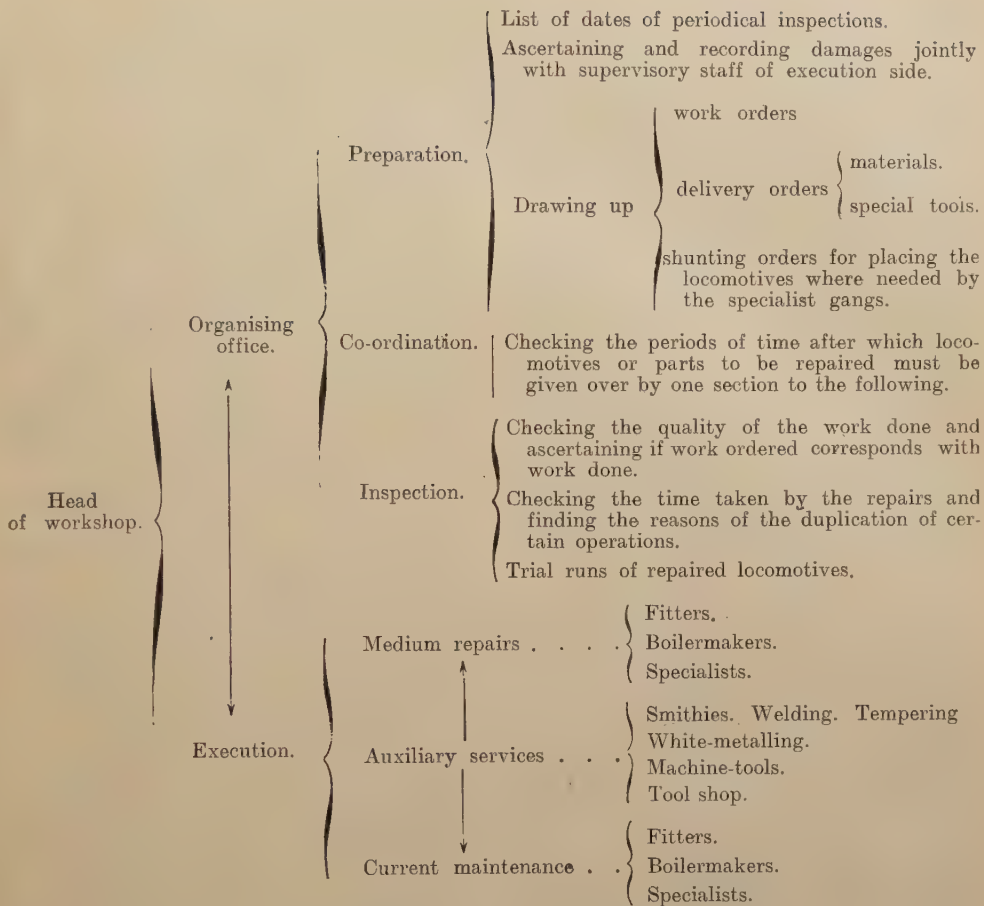 List of dates of periodical inspections.
Ascertaining and recording damages jointly
with supervisory staff of execution side.
Preparation.
Drawing up
work orders
delivery orders
materials.
special tools.
shunting orders for placing the
locomotives where needed by
the specialist gangs.
Organising
office.
Co-ordination.
Checking the periods of time after which loco-
motives or parts to be repaired must be
given over by one section to the following.
Head
of workshop.
Inspection.
Checking the quality of the work done and
ascertaining if work ordered corresponds with
work done.
Checking the time taken by the repairs and
finding the reasons of the duplication of cer-
tain operations.
Trial runs of repaired locomotives.
Execution.
Medium repairs . . . .
Fitters.
Boilermakers.
Specialists.
Auxiliary services . . .
Smithies. Welding. Tempering
White-metalling.
Machine-tools.
Tool shop.
Current maintenance . .
Fitters.
Boilermakers.
Specialists.